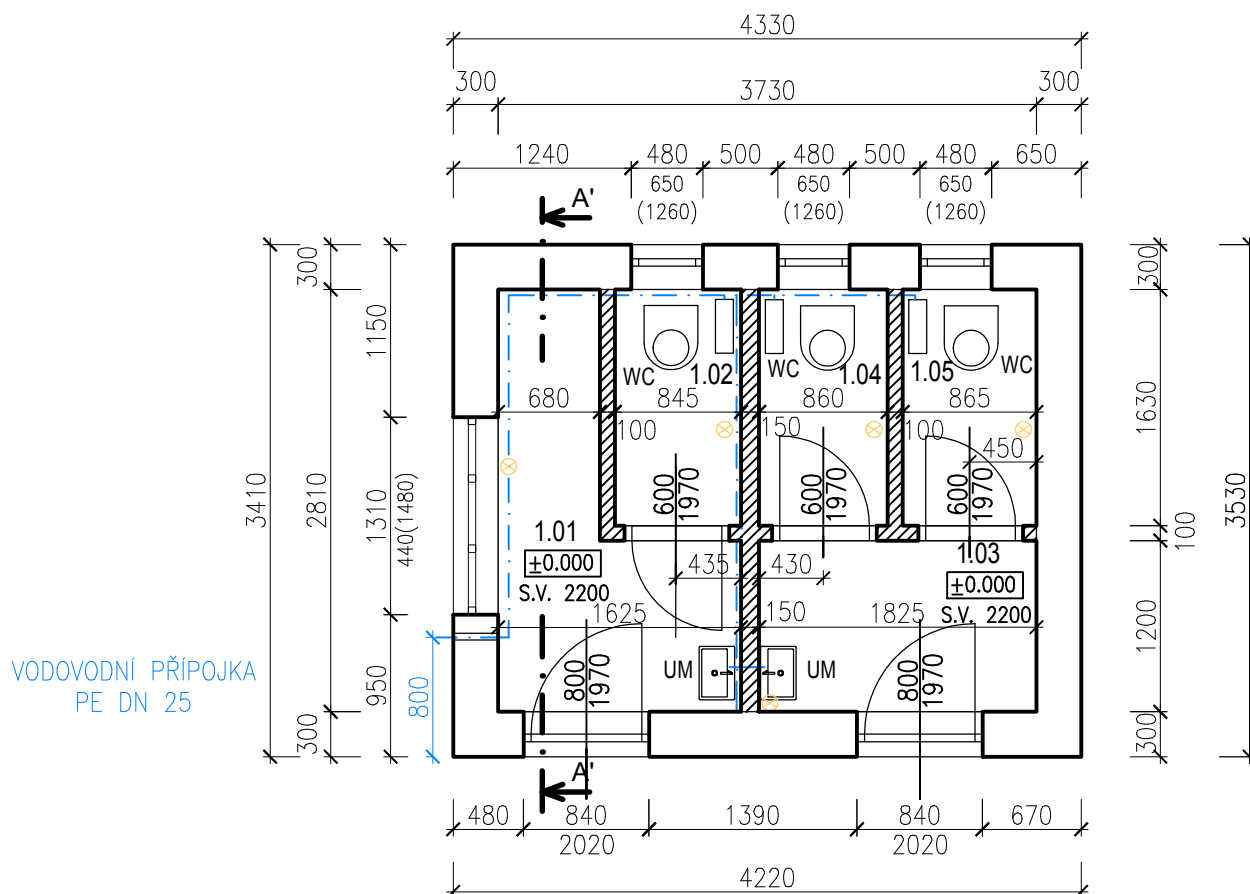 4330
300 3730 300
1240 480 500 480 500 480 650
650 650 650
(1260) (1260) (1260)
A'
300 300 300
1150
WC 1.02 WC 1.04 1.05 WC
680 845 860 865
100 150 100
450
1630
3410 2810 1310 440(1480)
600 1970 600 1970 600 1970
3530
100
1.01 1.03
±0.000 ±0.000
S.V. 2200 S.V. 2200
435 430
1625 150 1825
1200
VODOVODNÍ PŘÍPOJKA
PE DN 25
800
950
UM UM
800 1970 800 1970
300 300
A'
480 840 1390 840 670
2020 2020
4220